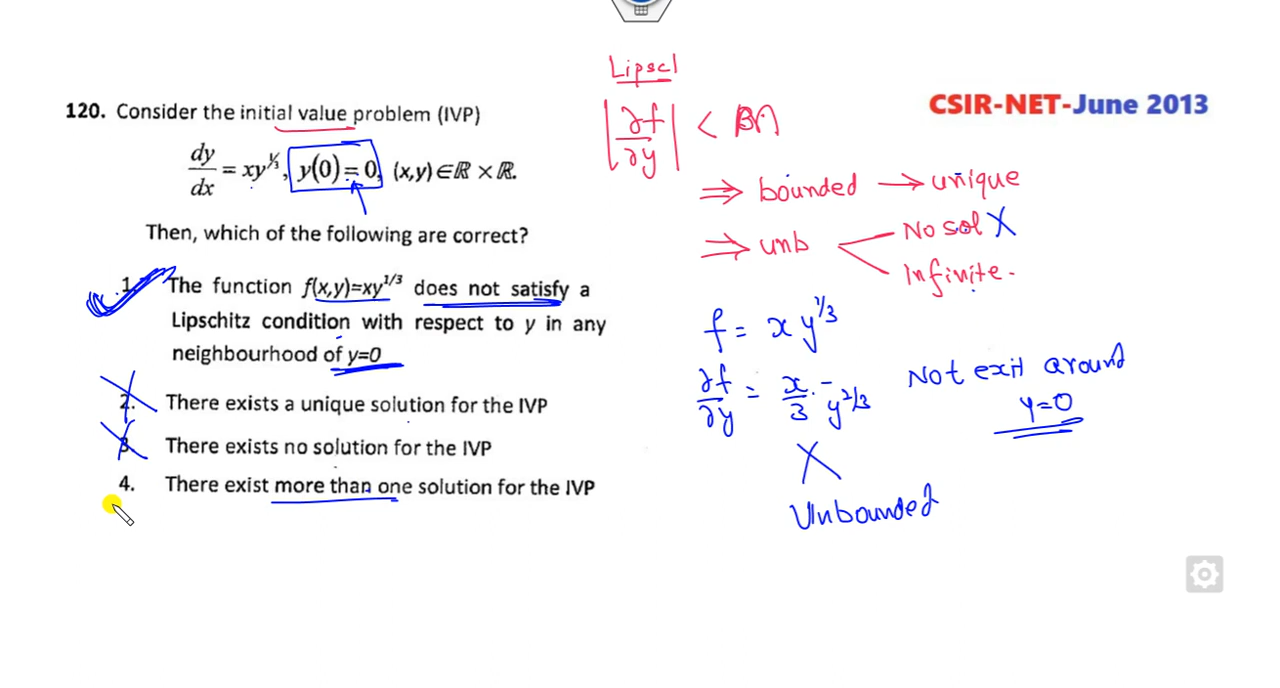 Lipscl
120. Consider the initial value problem (IVP)
CSIR-NET-June 2013
dy/dx = xy^⅓, y(0)=0, (x,y)∈ℝ×ℝ.
|∂f/∂y| <
Then, which of the following are correct?
⇒ bounded → unique
⇒ unb
No sol X
Infinite.
1. The function f(x,y)=xy^1/3 does not satisfy a
Lipschitz condition with respect to y in any
neighbourhood of y=0
f = x y^1/3
∂f/∂y = x/3 · - / y^2/3
Not exit around
y=0
2. There exists a unique solution for the IVP
3. There exists no solution for the IVP
X
4. There exist more than one solution for the IVP
Unbounded